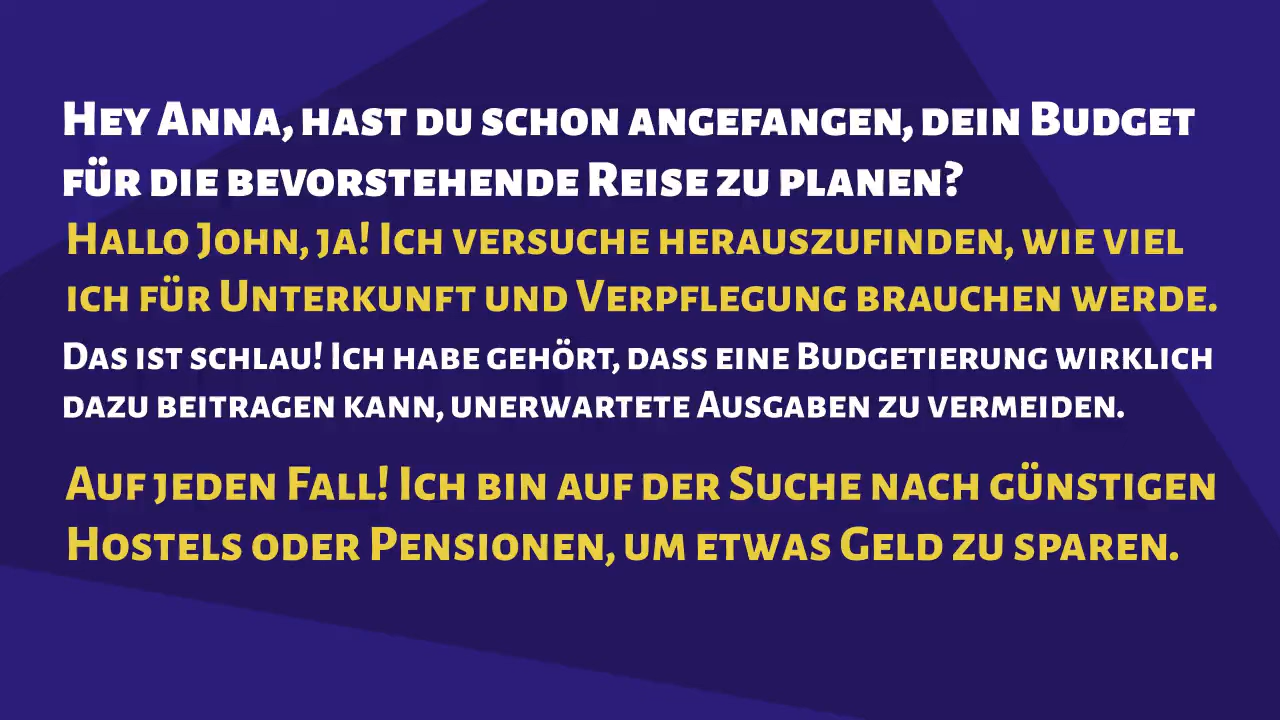 Hey Anna, hast du schon angefangen, dein Budget
für die bevorstehende Reise zu planen?
Hallo John, ja! Ich versuche herauszufinden, wie viel
ich für Unterkunft und Verpflegung brauchen werde.
Das ist schlau! Ich habe gehört, dass eine Budgetierung wirklich
dazu beitragen kann, unerwartete Ausgaben zu vermeiden.
Auf jeden Fall! Ich bin auf der Suche nach günstigen
Hostels oder Pensionen, um etwas Geld zu sparen.